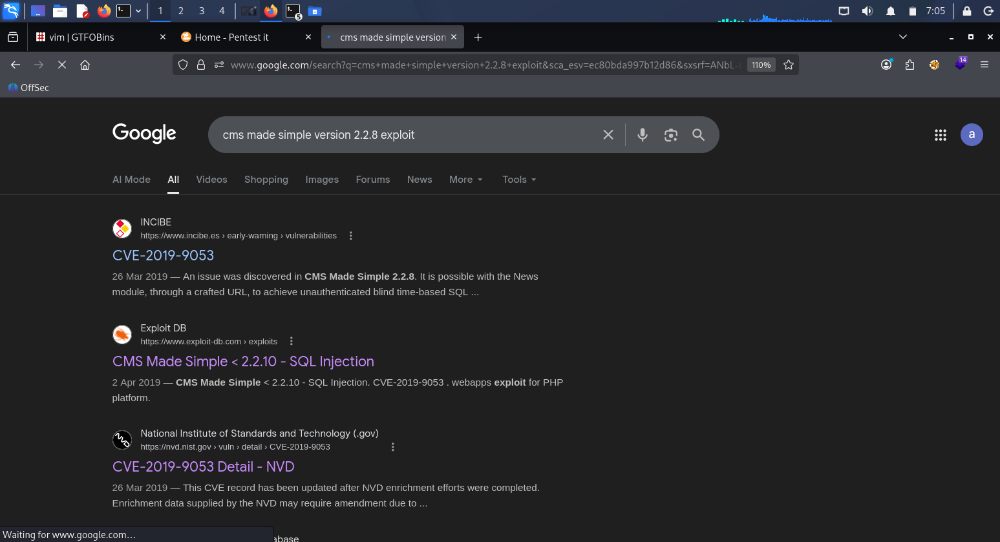 1 2 3 4 5 7:05
vim | GTFOBins
Home - Pentest it
cms made simple version
www.google.com/search?q=cms+made+simple+version+2.2.8+exploit&sca_esv=ec80bda997b12d86&sxsrf=ANbL-
110%
14
OffSec
Google
cms made simple version 2.2.8 exploit
a
AI Mode All Videos Shopping Images Forums News More Tools
INCIBE
https://www.incibe.es › early-warning › vulnerabilities
CVE-2019-9053
26 Mar 2019 — An issue was discovered in CMS Made Simple 2.2.8. It is possible with the News
module, through a crafted URL, to achieve unauthenticated blind time-based SQL ...
Exploit DB
https://www.exploit-db.com › exploits
CMS Made Simple < 2.2.10 - SQL Injection
2 Apr 2019 — CMS Made Simple < 2.2.10 - SQL Injection. CVE-2019-9053 . webapps exploit for PHP
platform.
National Institute of Standards and Technology (.gov)
https://nvd.nist.gov › vuln › detail › CVE-2019-9053
CVE-2019-9053 Detail - NVD
26 Mar 2019 — This CVE record has been updated after NVD enrichment efforts were completed.
Enrichment data supplied by the NVD may require amendment due to ...
Waiting for www.google.com…
abase